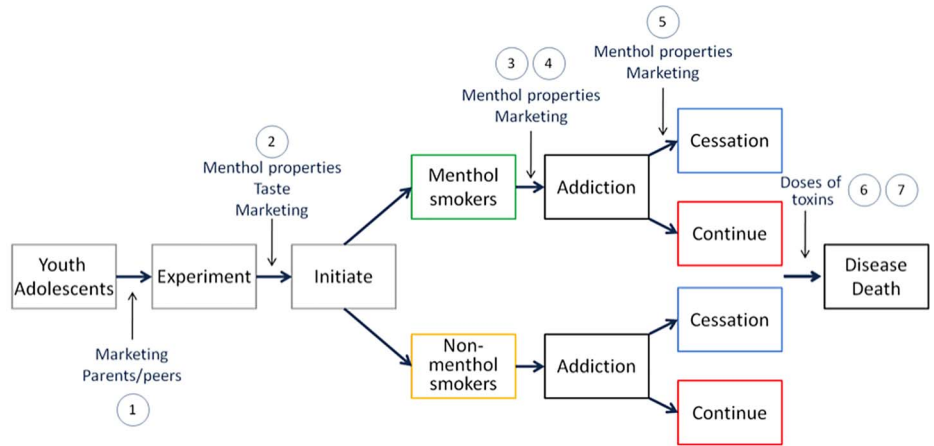 5
Menthol properties
Marketing
3 4
Menthol properties
Marketing
2
Menthol properties
Taste
Marketing
Menthol
smokers
Addiction
Cessation
Continue
Doses of
toxins
6 7
Youth
Adolescents
Experiment
Initiate
Disease
Death
Marketing
Parents/peers
1
Non-
menthol
smokers
Addiction
Cessation
Continue